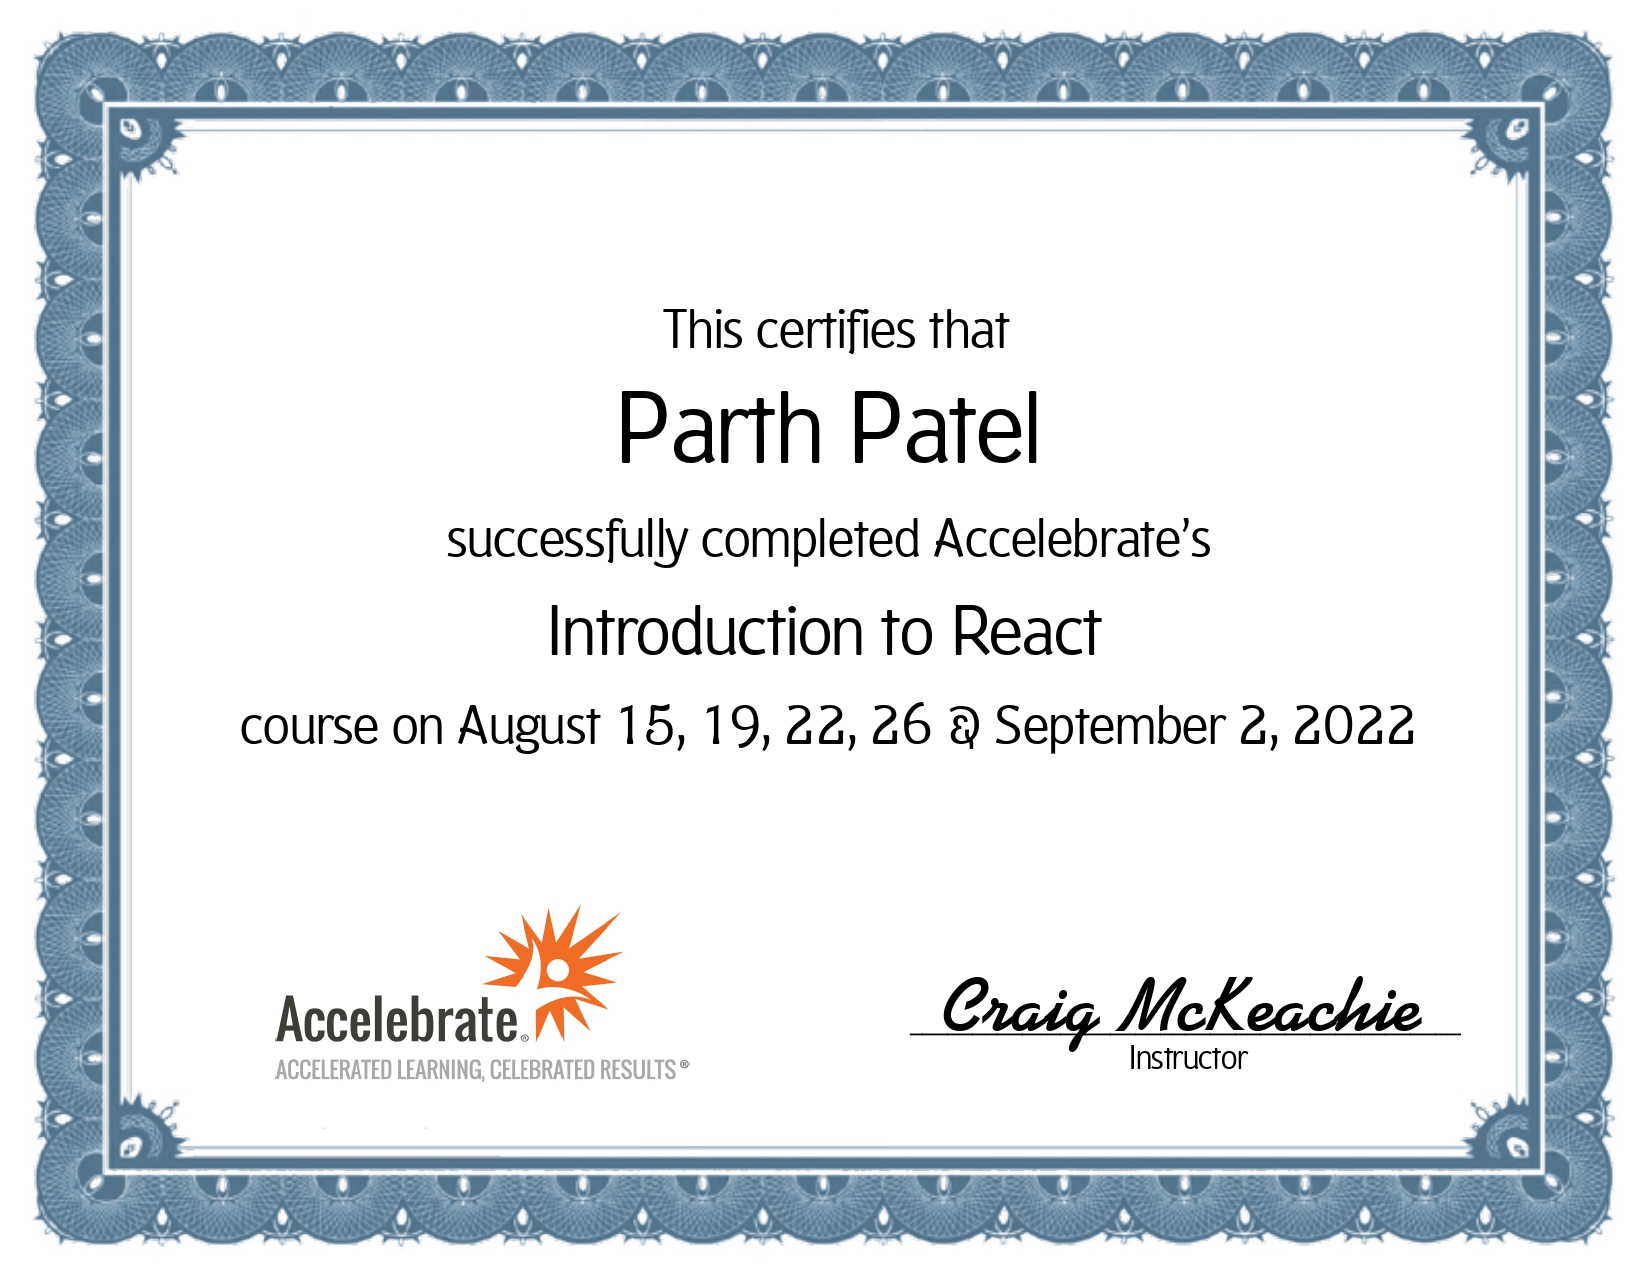 This certifies that
Parth Patel
successfully completed Accelebrate’s
Introduction to React
course on August 15, 19, 22, 26 & September 2, 2022
Accelebrate®
ACCELERATED LEARNING, CELEBRATED RESULTS®
Craig McKeachie
Instructor